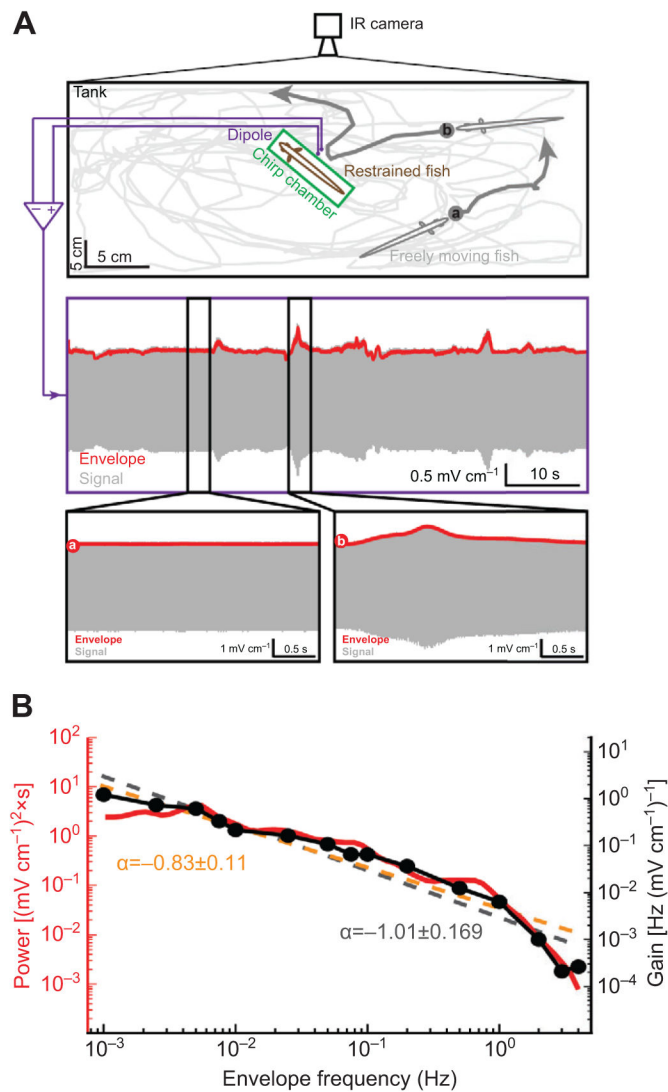 A
IR camera
Tank
Dipole
Chirp chamber
Restrained fish
b
a
Freely moving fish
5 cm
5 cm
– +
Envelope
Signal
0.5 mV cm⁻¹
10 s
a
Envelope
Signal
1 mV cm⁻¹
0.5 s
b
Envelope
Signal
1 mV cm⁻¹
0.5 s
B
Power [(mV cm⁻¹)²×s]
10²
10¹
10⁰
10⁻¹
10⁻²
10⁻³
α=–0.83±0.11
α=–1.01±0.169
10¹
10⁰
10⁻¹
10⁻²
10⁻³
10⁻⁴
Gain [Hz (mV cm⁻¹)⁻¹]
10⁻³
10⁻²
10⁻¹
10⁰
Envelope frequency (Hz)